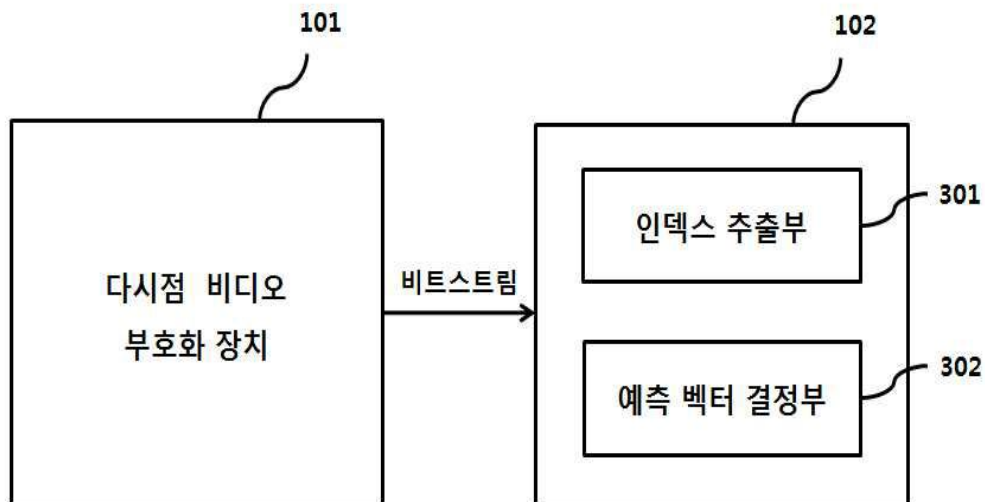 101
102
다시점 비디오
부호화 장치
비트스트림
인덱스 추출부
301
예측 벡터 결정부
302